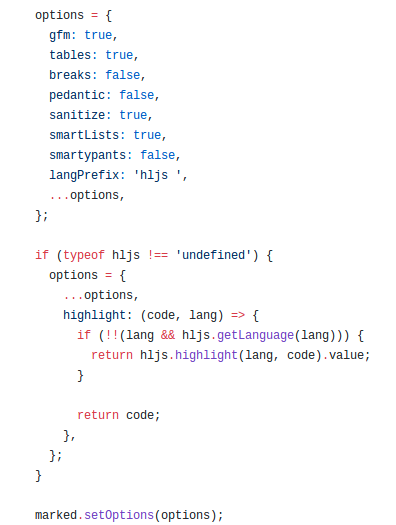 options = {
  gfm: true,
  tables: true,
  breaks: false,
  pedantic: false,
  sanitize: true,
  smartLists: true,
  smartypants: false,
  langPrefix: 'hljs ',
  ...options,
};

if (typeof hljs !== 'undefined') {
  options = {
    ...options,
    highlight: (code, lang) => {
      if (!!(lang && hljs.getLanguage(lang))) {
        return hljs.highlight(lang, code).value;
      }

      return code;
    },
  };
}

marked.setOptions(options);